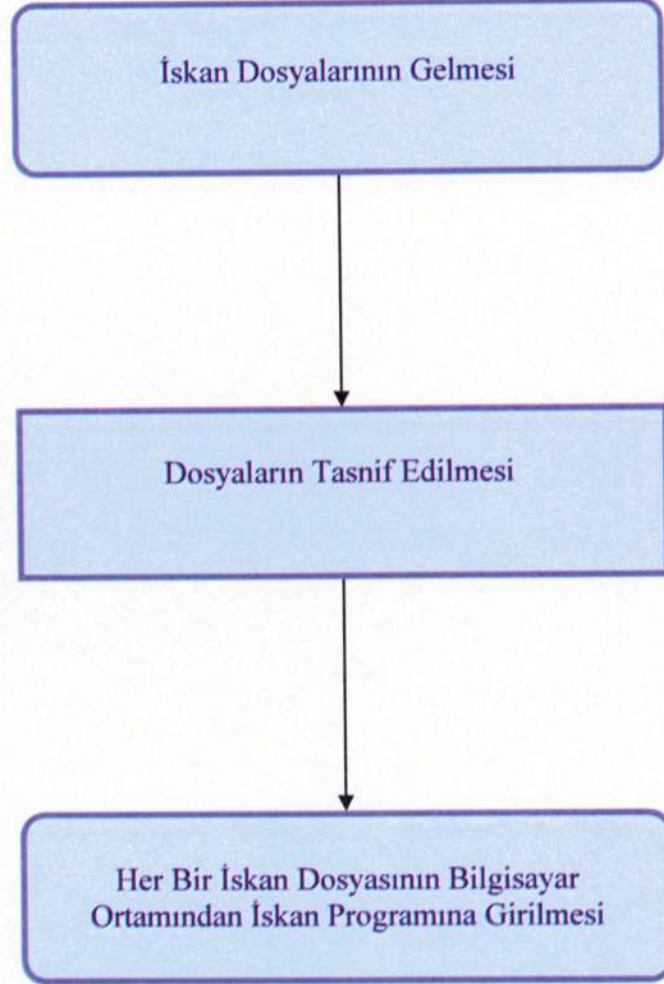 İskan Dosyalarının Gelmesi
Dosyaların Tasnif Edilmesi
Her Bir İskan Dosyasının Bilgisayar
Ortamından İskan Programına Girilmesi